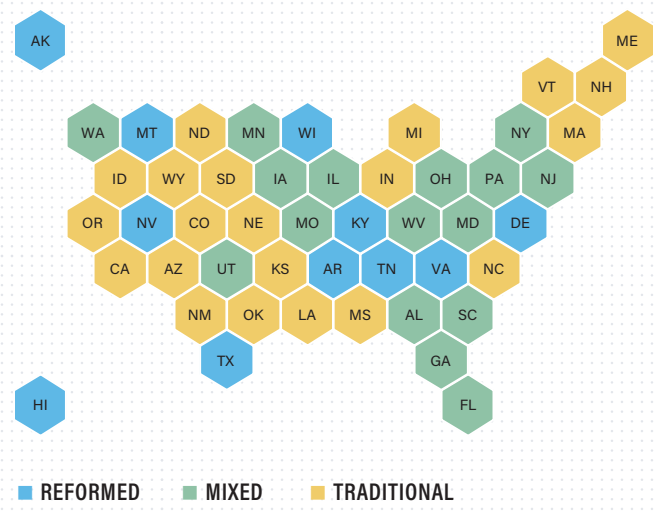 AK ME
VT NH
WA MT ND MN WI MI NY MA
ID WY SD IA IL IN OH PA NJ
OR NV CO NE MO KY WV MD DE
CA AZ UT KS AR TN VA NC
NM OK LA MS AL SC
TX GA
HI FL
REFORMED MIXED TRADITIONAL